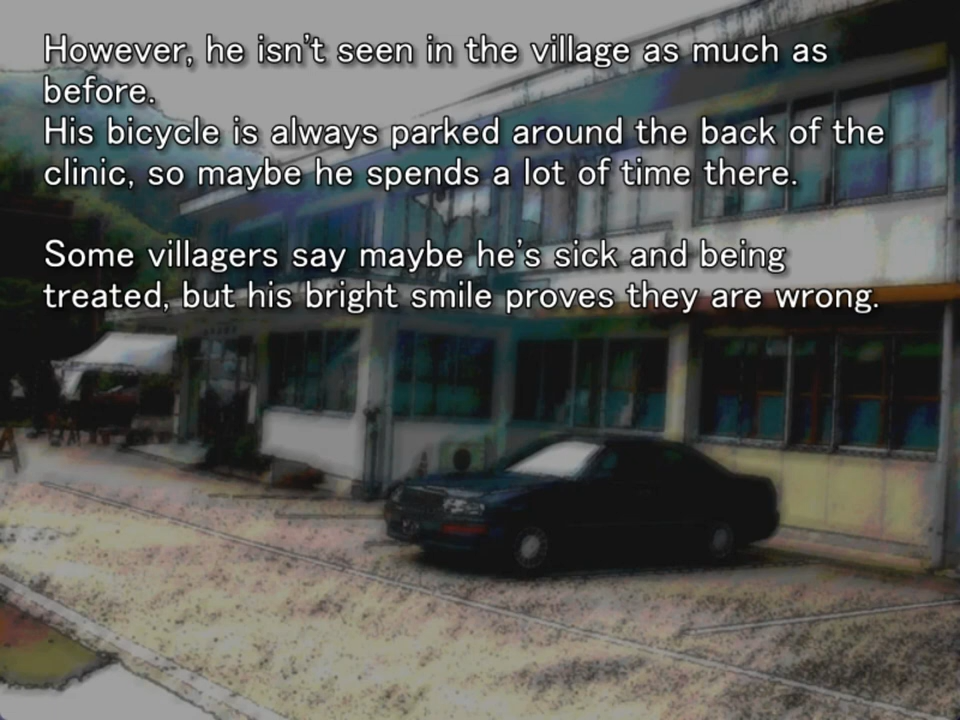 However, he isn't seen in the village as much as
before.
His bicycle is always parked around the back of the
clinic, so maybe he spends a lot of time there.
Some villagers say maybe he's sick and being
treated, but his bright smile proves they are wrong.